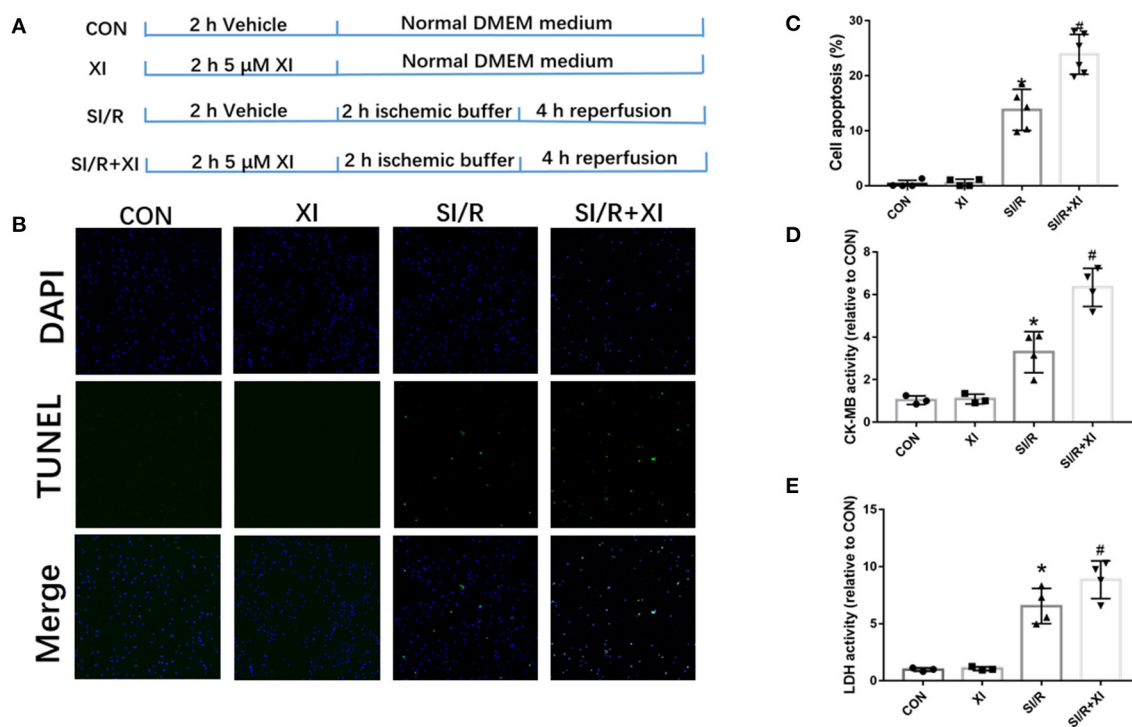 A
CON 2 h Vehicle Normal DMEM medium
XI 2 h 5 µM XI Normal DMEM medium
SI/R 2 h Vehicle 2 h ischemic buffer 4 h reperfusion
SI/R+XI 2 h 5 µM XI 2 h ischemic buffer 4 h reperfusion
B
CON XI SI/R SI/R+XI
DAPI
TUNEL
Merge
C
Cell apoptosis (%)
30
20
10
0
*
#
CON XI SI/R SI/R+XI
D
CK-MB activity (relative to CON)
8
6
4
2
0
*
#
CON XI SI/R SI/R+XI
E
LDH activity (relative to CON)
15
10
5
0
*
#
CON XI SI/R SI/R+XI